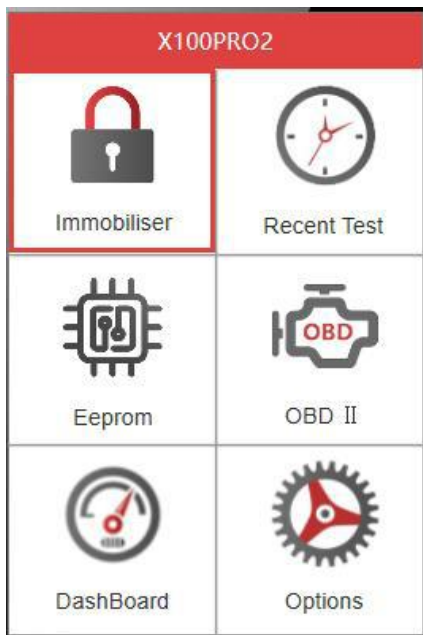 X100PRO2
Immobiliser
Recent Test
Eeprom
OBD
OBD Ⅱ
DashBoard
Options